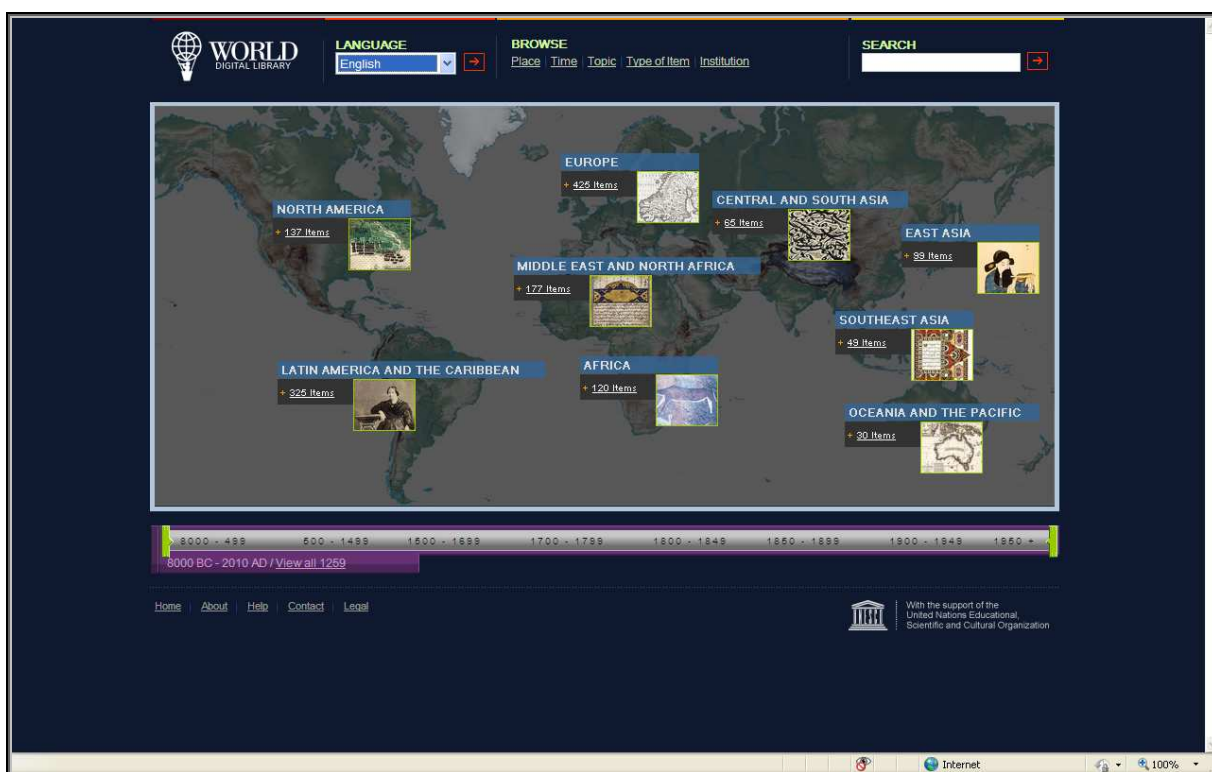 WORLD
DIGITAL LIBRARY
LANGUAGE
English
BROWSE
Place | Time | Topic | Type of Item | Institution
SEARCH
EUROPE
+ 425 Items
CENTRAL AND SOUTH ASIA
+ 65 Items
NORTH AMERICA
+ 137 Items
EAST ASIA
+ 99 Items
MIDDLE EAST AND NORTH AFRICA
+ 177 Items
SOUTHEAST ASIA
+ 49 Items
LATIN AMERICA AND THE CARIBBEAN
+ 325 Items
AFRICA
+ 120 Items
OCEANIA AND THE PACIFIC
+ 30 Items
8000 - 499 500 - 1499 1500 - 1699 1700 - 1799 1800 - 1849 1850 - 1899 1900 - 1949 1950 +
8000 BC - 2010 AD / View all 1259
Home | About | Help | Contact | Legal
With the support of the
United Nations Educational,
Scientific and Cultural Organization
Internet
100%